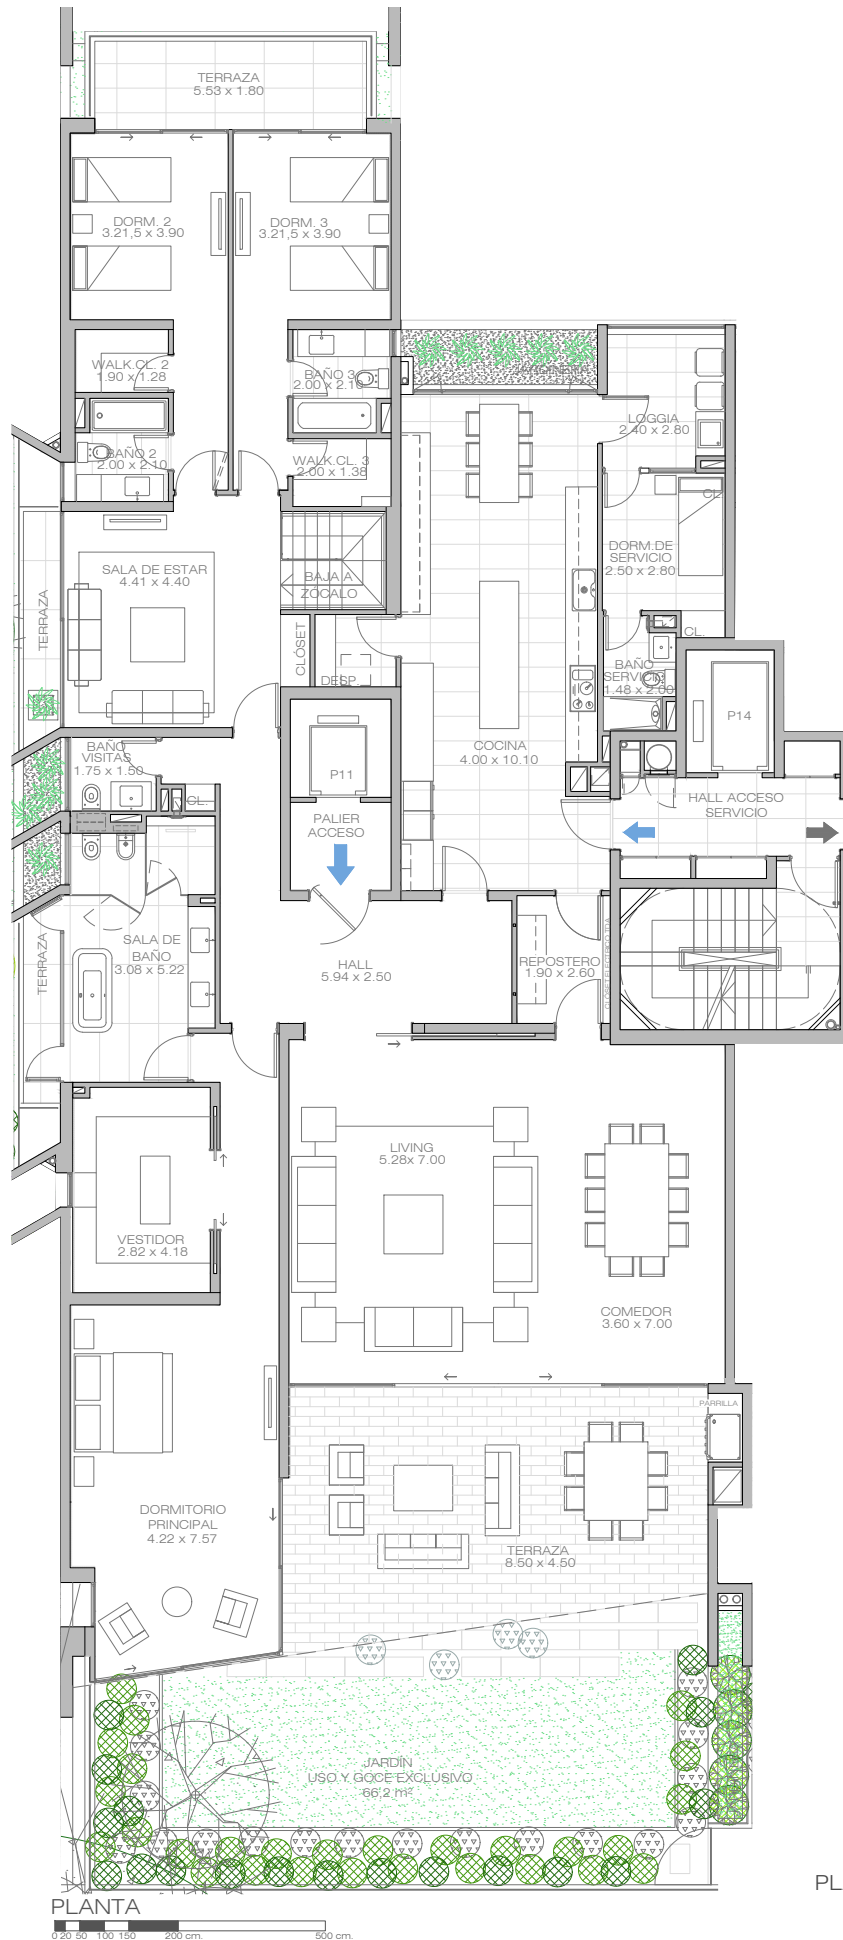 TERRAZA
5.53 x 1.80
DORM. 2
3.21,5 x 3.90
DORM. 3
3.21,5 x 3.90
WALK.CL. 2
1.90 x 1.28
BAÑO 3
2.00 x 2.10
JARDINERA
LOGGIA
2.40 x 2.80
BAÑO 2
2.00 x 2.10
WALK.CL. 3
2.00 x 1.38
CL.
SALA DE ESTAR
4.41 x 4.40
BAJA A
ZÓCALO
DORM.DE
SERVICIO
2.50 x 2.80
TERRAZA
CLÓSET
DESP.
CL.
BAÑO
SERVICIO
1.48 x 2.00
P14
BAÑO
VISITAS
1.75 x 1.50
CL.
P11
COCINA
4.00 x 10.10
PALIER
ACCESO
HALL ACCESO
SERVICIO
TERRAZA
SALA DE
BAÑO
3.08 x 5.22
HALL
5.94 x 2.50
REPOSTERO
1.90 x 2.60
CLOSET ELECTRICO TDA
LIVING
5.28x 7.00
VESTIDOR
2.82 x 4.18
COMEDOR
3.60 x 7.00
PARRILLA
DORMITORIO
PRINCIPAL
4.22 x 7.57
TERRAZA
8.50 x 4.50
JARDÍN
USO Y GOCE EXCLUSIVO
66,2 m²
PLANTA
PL
0 20 50 100 150 200 cm. 500 cm.